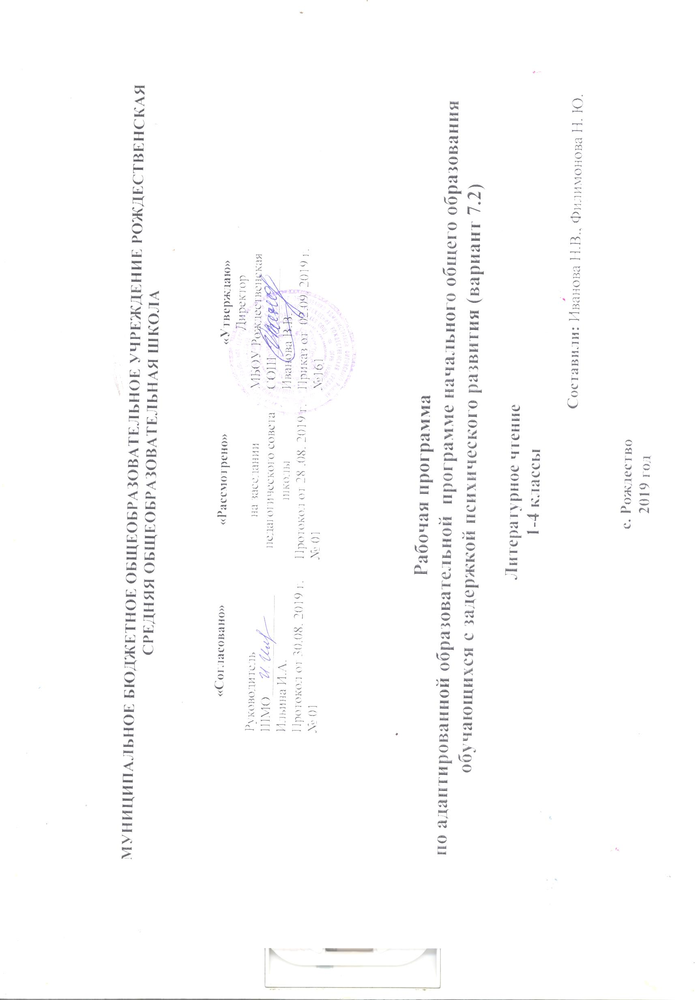 МУНИЦИПАЛЬНОЕ БЮДЖЕТНОЕ ОБЩЕОБРАЗОВАТЕЛЬНОЕ УЧРЕЖДЕНИЕ РОЖДЕСТВЕНСКАЯ
СРЕДНЯЯ ОБЩЕОБРАЗОВАТЕЛЬНАЯ ШКОЛА
«Согласовано»
Руководитель
ШМО
Ильина И.А.
Протокол от 30.08. 2019 г.
№ 01
«Рассмотрено»
на заседании
педагогического совета
школы
Протокол от 28 .08. 2019 г.
№ 01
«Утверждаю»
Директор
МБОУ Рождественская
СОШ
Иванова В.В.
Приказ от 02.09. 2019 г.
№161
Рабочая программа
по адаптированной образовательной программе начального общего образования
обучающихся с задержкой психического развития (вариант 7.2)
Литературное чтение
1-4 классы
Составили: Иванова Н.В., Филимонова Н. Ю.
с. Рождество
2019 год